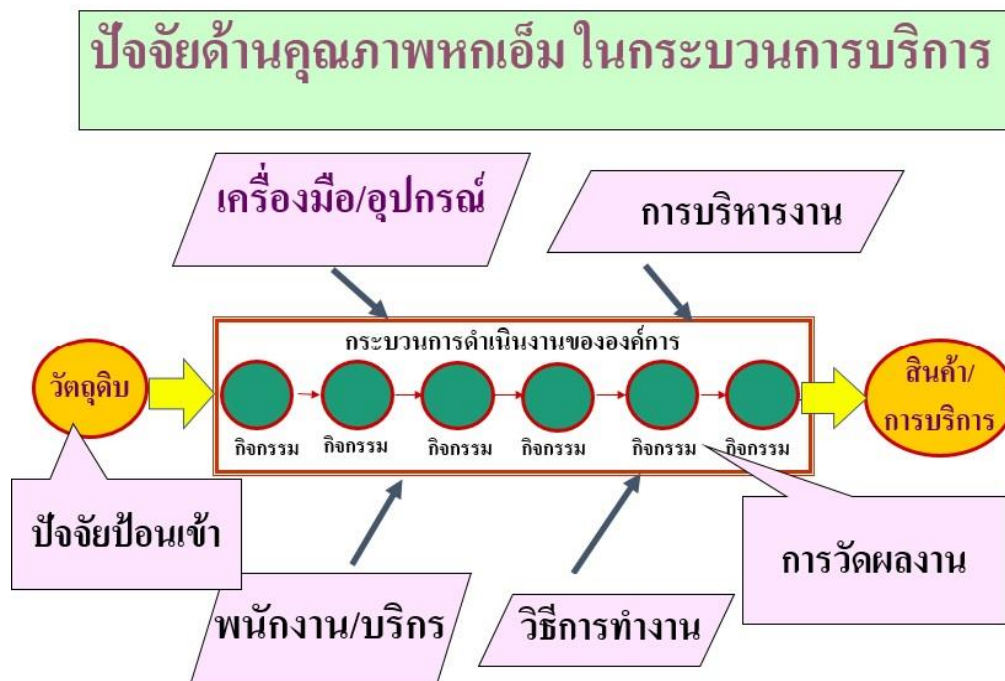 ปัจจัยด้านคุณภาพหกเอ็ม ในกระบวนการบริการ
เครื่องมือ/อุปกรณ์
การบริหารงาน
กระบวนการดำเนินงานขององค์การ
วัตถุดิบ
สินค้า/
การบริการ
กิจกรรม กิจกรรม กิจกรรม กิจกรรม กิจกรรม กิจกรรม
ปัจจัยป้อนเข้า
การวัดผลงาน
พนักงาน/บริกร
วิธีการทำงาน